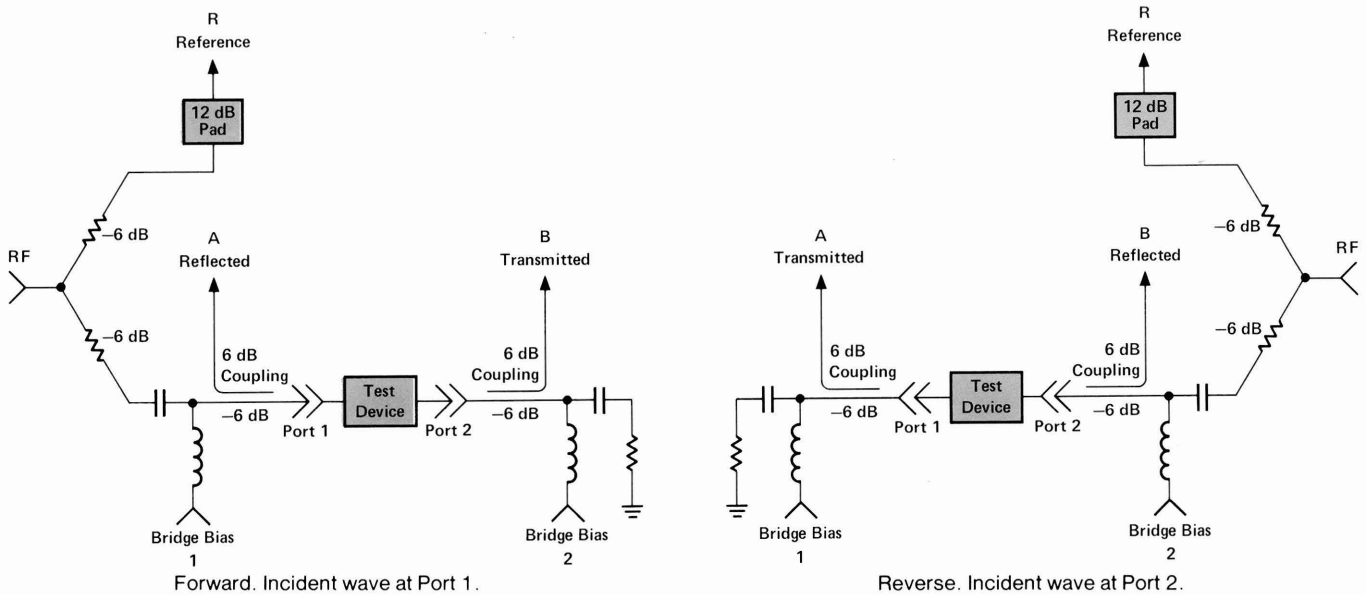 R
Reference
12 dB
Pad
−6 dB
RF
−6 dB
A
Reflected
B
Transmitted
6 dB
Coupling
−6 dB
Port 1
Test
Device
Port 2
6 dB
Coupling
−6 dB
Bridge Bias
1
Bridge Bias
2
Forward. Incident wave at Port 1.
R
Reference
12 dB
Pad
−6 dB
RF
−6 dB
A
Transmitted
B
Reflected
6 dB
Coupling
−6 dB
Port 1
Test
Device
Port 2
6 dB
Coupling
−6 dB
Bridge Bias
1
Bridge Bias
2
Reverse. Incident wave at Port 2.